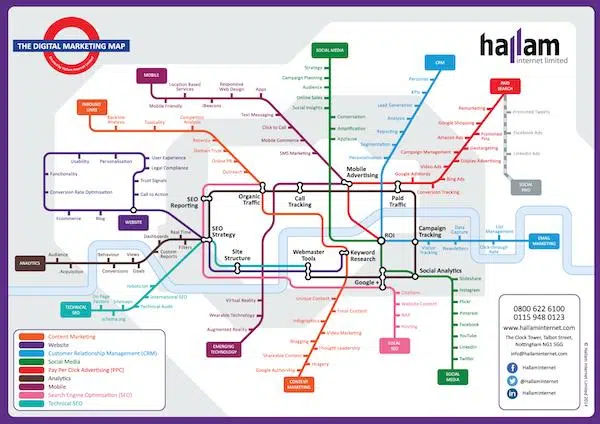 THE DIGITAL MARKETING MAP
hallam
internet limited
SOCIAL MEDIA
Strategy
Campaign Planning
Audience
Online Sales
Social Insights
Conversation
Amplification
Applause
MOBILE
Location Based
Services
Responsive
Web Design
Apps
Mobile Friendly
iBeacons
Text Messaging
Click to Call
Mobile Commerce
SMS Marketing
CRM
Personas
KPIs
Lead Generation
Analysis
Reporting
Segmentation
Personalisation
PAID
SEARCH
Remarketing
Google Shopping
Amazon Ads
Promoted
Pins
Campaign Management
Geotargeting
Video Ads
Display Advertising
Google AdWords
Bing Ads
Conversion Tracking
Promoted Tweets
Facebook Ads
LinkedIn Ads
SOCIAL
PPC
INBOUND
LINKS
Backlink
Analysis
Topicality
Competitor
Analysis
Recency
Domain Trust
Online PR
Outreach
Usability
Personalisation
User Experience
Legal Compliance
Functionality
Trust Signals
Conversion Rate Optimisation
Call to Action
Ecommerce
Blog
WEBSITE
SEO
Reporting
Organic
Traffic
Call
Tracking
Mobile
Advertising
Paid
Traffic
SEO
Strategy
Site
Structure
Webmaster
Tools
Keyword
Research
ROI
Campaign
Tracking
Google +
Social Analytics
Visitor
Tracking
Data
Capture
Newsletters
List
Management
Click-through
Rate
EMAIL
MARKETING
ANALYTICS
Audience
Acquisition
Behaviour
Conversions
Views
Goals
Dashboards
Real Time
Filters
Custom
Reports
TECHNICAL
SEO
On Page
Factors
Sitemaps
schema.org
robots.txt
International SEO
Technical Audit
Virtual Reality
Wearable Technology
Augmented Reality
EMERGING
TECHNOLOGY
Unique Content
Email Content
Infographics
Video Marketing
Blogging
Thought Leadership
Shareable Content
Imagery
Google Authorship
CONTENT
MARKETING
Citations
Website Content
NAP
Hosting
LOCAL
SEO
Slideshare
Instagram
Flickr
Pinterest
Facebook
YouTube
LinkedIn
Twitter
SOCIAL
MEDIA
Content Marketing
Website
Customer Relationship Management (CRM)
Social Media
Pay Per Click Advertising (PPC)
Analytics
Mobile
Search Engine Optimisation (SEO)
Technical SEO
0800 622 6100
0115 948 0123
www.hallaminternet.com
The Clock Tower, Talbot Street,
Nottingham NG1 5GG
info@hallaminternet.com
HallamInternet
@HallamInternet
HallamInternet
© Hallam Internet Limited 2014